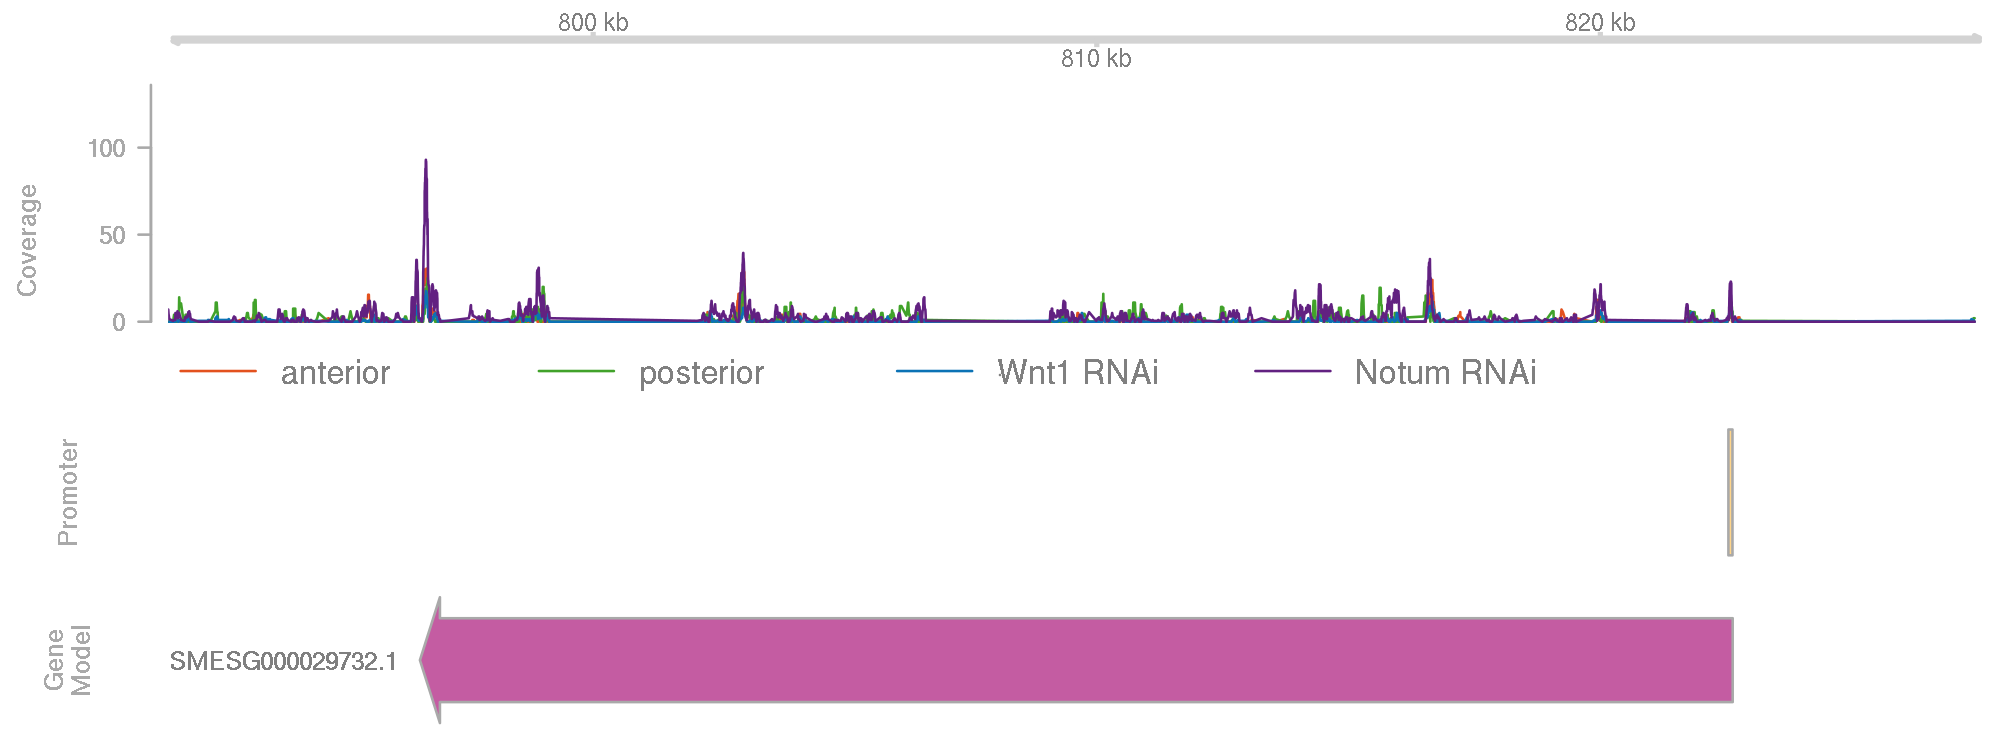 800 kb
820 kb
810 kb
Coverage
100
50
0
anterior
posterior
Wnt1 RNAi
Notum RNAi
Promoter
Gene
Model
SMESG000029732.1